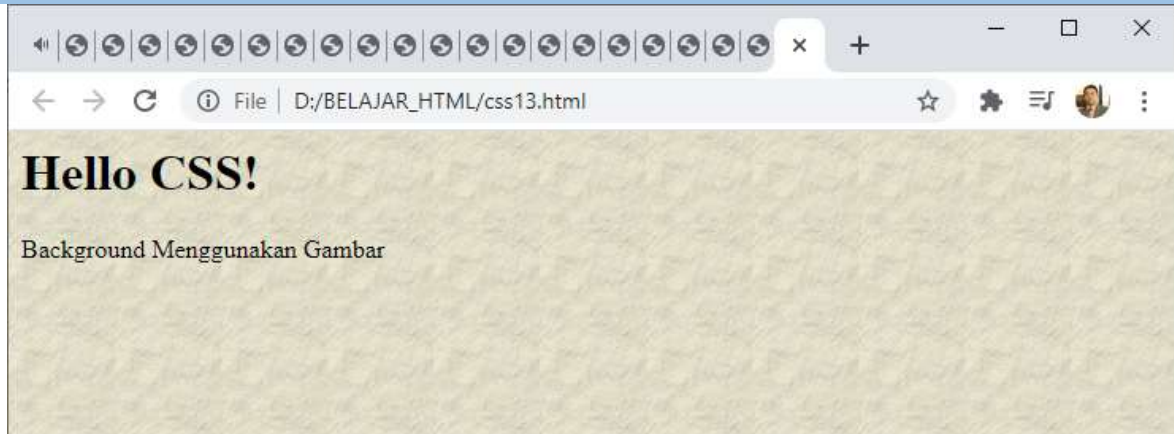 File | D:/BELAJAR_HTML/css13.html
Hello CSS!
Background Menggunakan Gambar